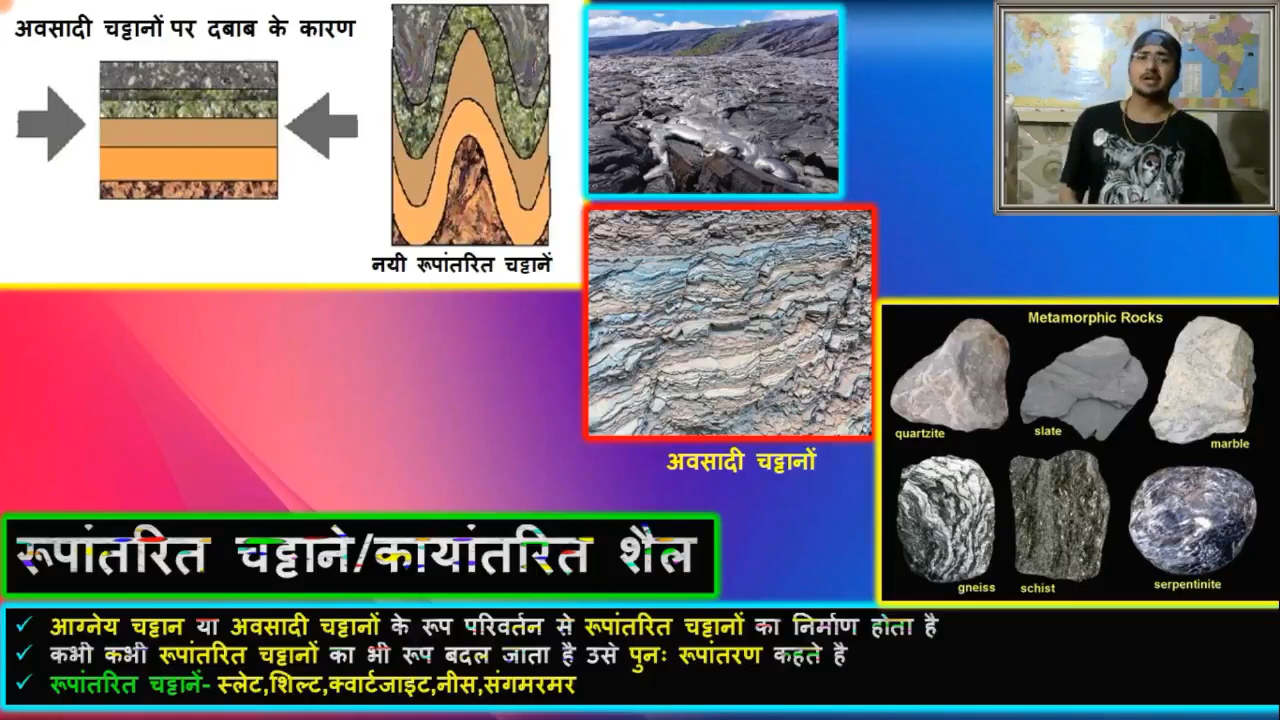 अवसादी चट्टानों पर दबाब के कारण
नयी रूपांतरित चट्टानें
अवसादी चट्टानों
Metamorphic Rocks
quartzite
slate
marble
gneiss
schist
serpentinite
रूपांतरित चट्टाने/कायांतरित शैल
आग्नेय चट्टान या अवसादी चट्टानों के रूप परिवर्तन से रूपांतरित चट्टानों का निर्माण होता है
कभी कभी रूपांतरित चट्टानों का भी रूप बदल जाता है उसे पुनः रूपांतरण कहते है
रूपांतरित चट्टानें- स्लेट,शिल्ट,क्वार्टजाइट,नीस,संगमरमर